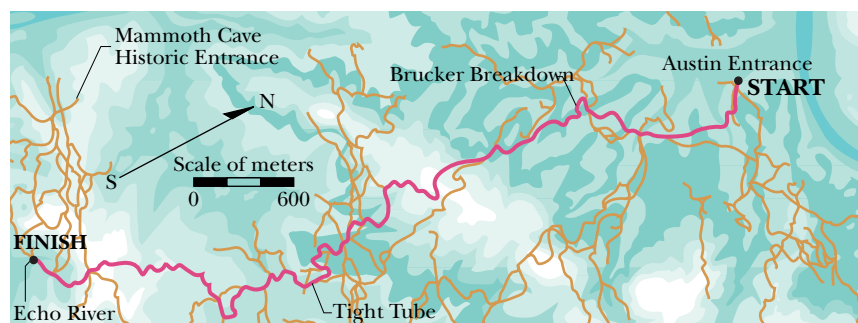 Mammoth Cave
Historic Entrance
Brucker Breakdown
Austin Entrance
START
N
S
Scale of meters
0 600
FINISH
Echo River
Tight Tube